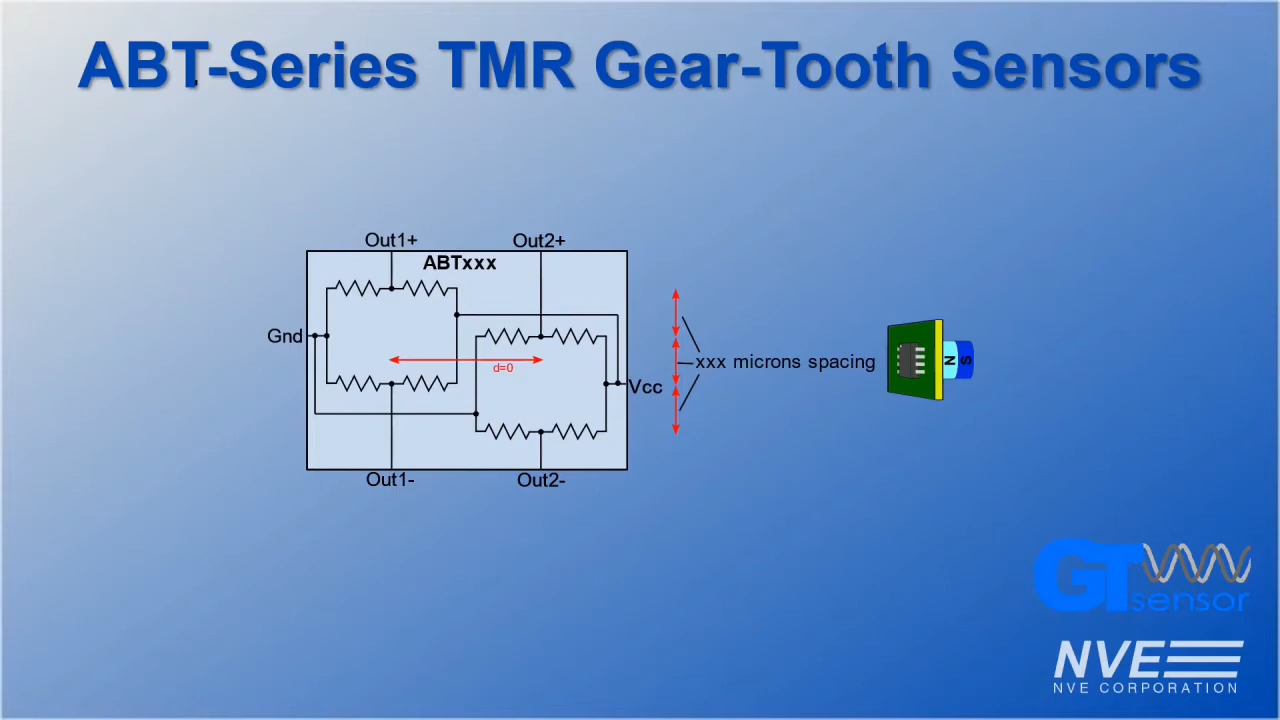 ABT-Series TMR Gear-Tooth Sensors
Out1+ Out2+
ABTxxx
Gnd
d=0
xxx microns spacing
N S
Vcc
Out1- Out2-
GT
sensor
NVE
NVE CORPORATION